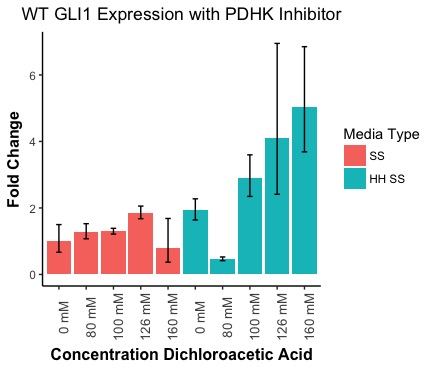 WT GLI1 Expression with PDHK Inhibitor
Fold Change
6
4
2
0
0 mM
80 mM
100 mM
126 mM
160 mM
0 mM
80 mM
100 mM
126 mM
160 mM
Concentration Dichloroacetic Acid
Media Type
SS
HH SS